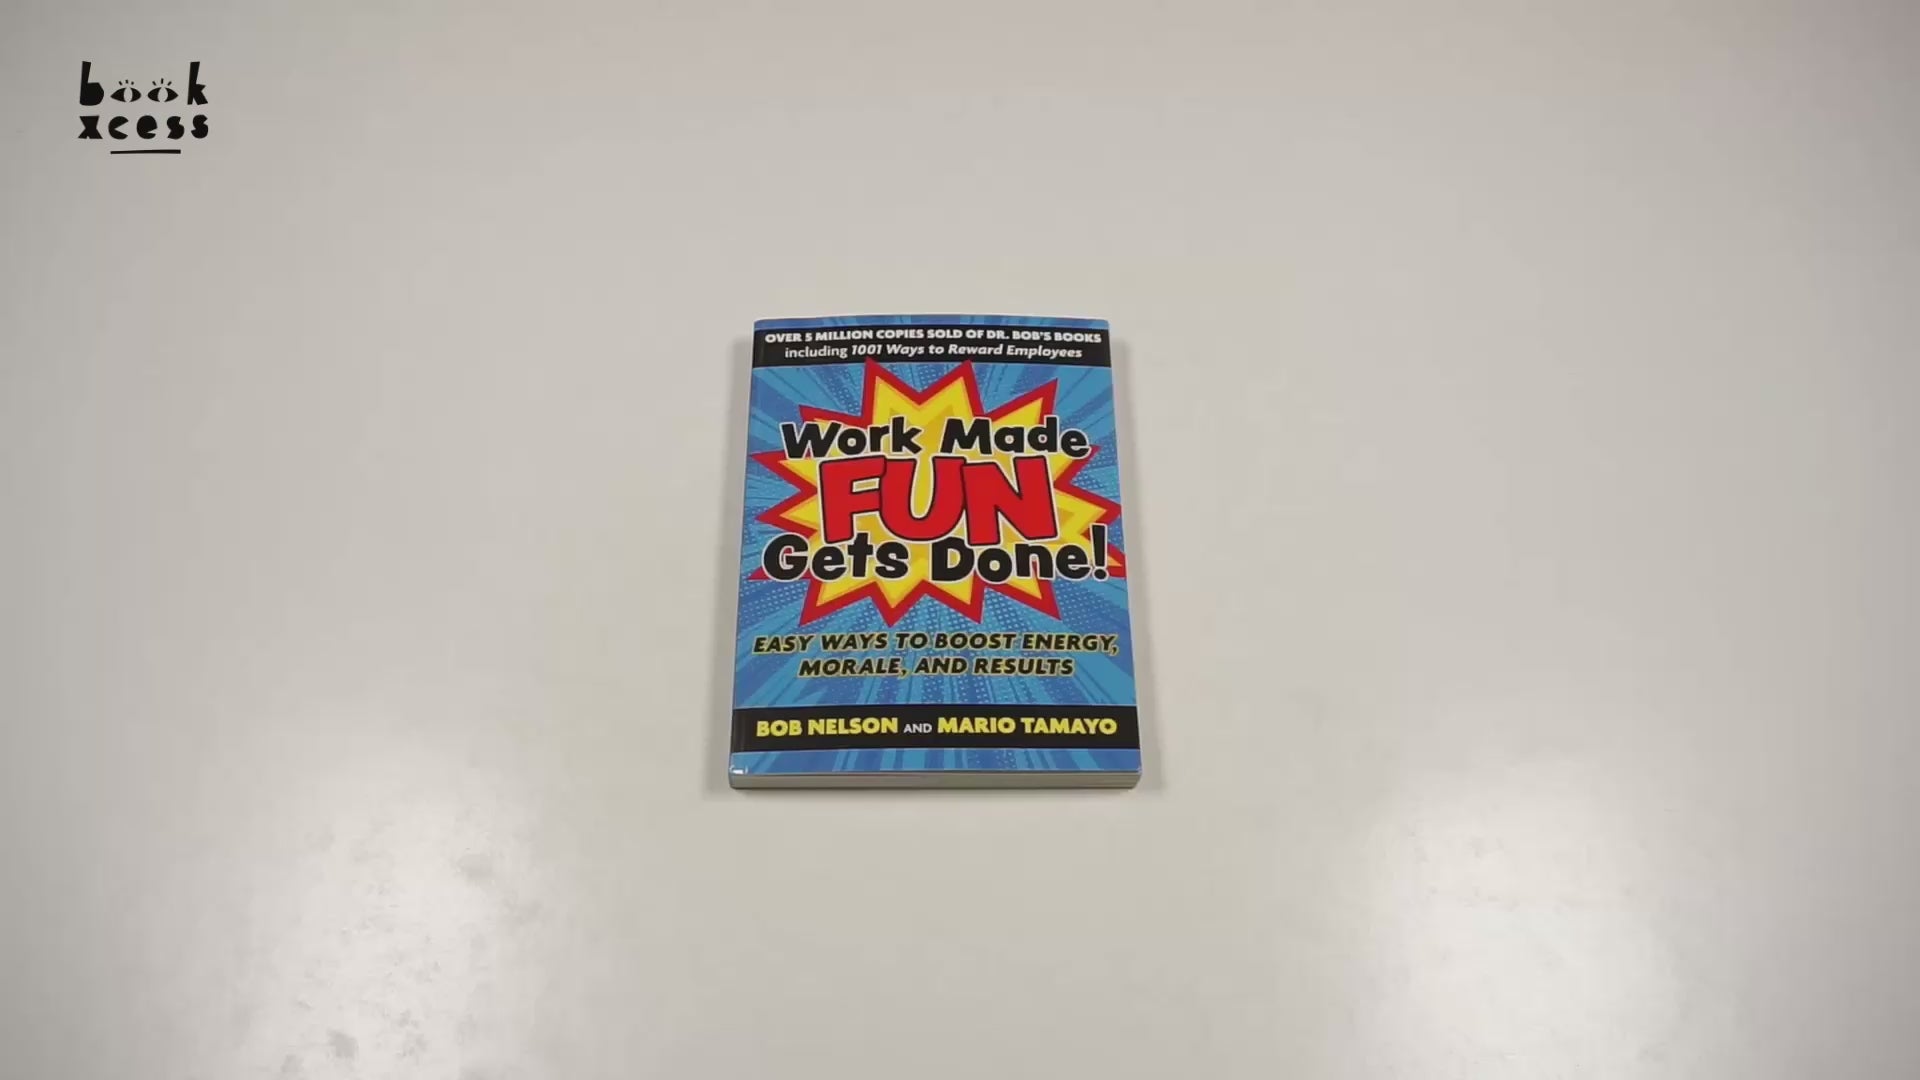 book
xcess
OVER 5 MILLION COPIES SOLD OF DR. BOB'S BOOKS
including 1001 Ways to Reward Employees
Work Made
FUN
Gets Done!
EASY WAYS TO BOOST ENERGY,
MORALE, AND RESULTS
BOB NELSON AND MARIO TAMAYO